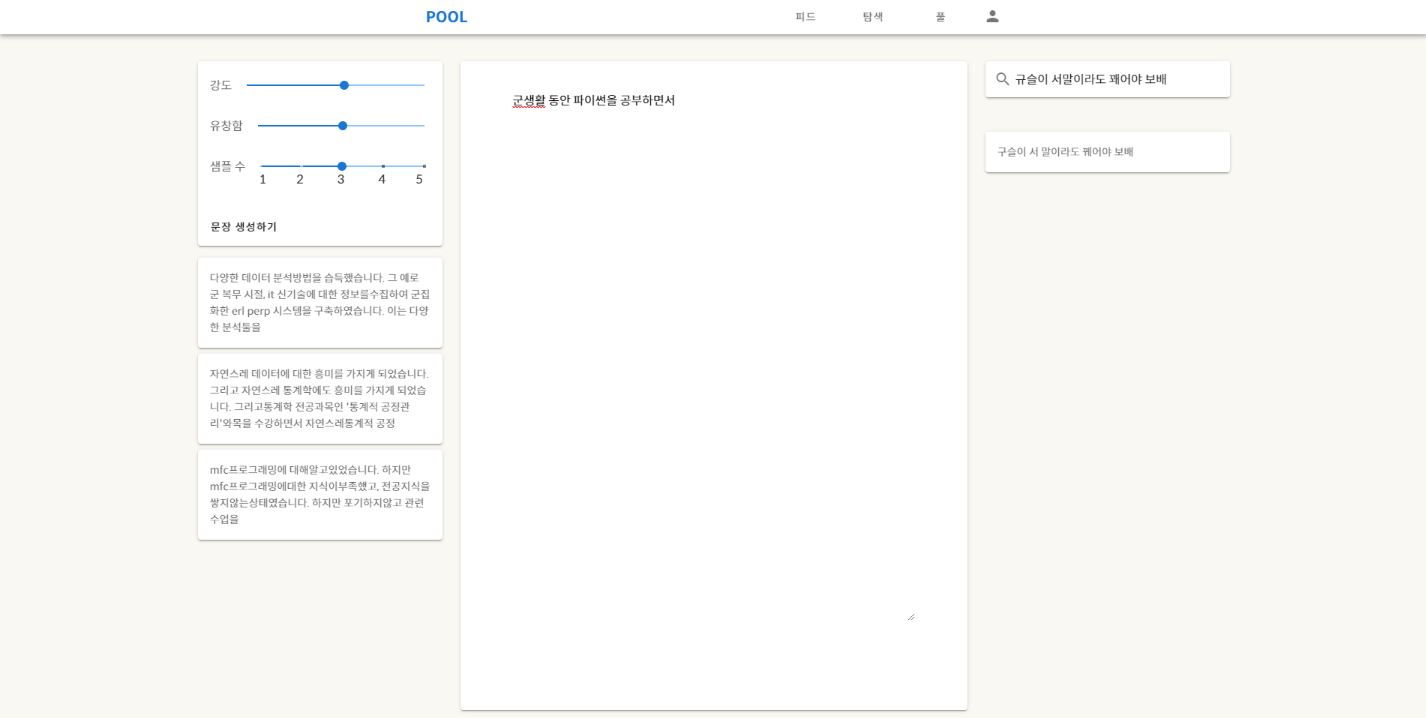 POOL
피드
탐색
풀
강도
유창함
샘플 수
1 2 3 4 5
문장 생성하기
다양한 데이터 분석방법을 습득했습니다. 그 예로
군 복무 시절, it 신기술에 대한 정보를수집하여 군집
화한 erl perp 시스템을 구축하였습니다. 이는 다양
한 분석툴을
자연스레 데이터에 대한 흥미를 가지게 되었습니다.
그리고 자연스레 통계학에도 흥미를 가지게 되었습
니다. 그리고통계학 전공과목인 '통계적 공정관
리'와목을 수강하면서 자연스레통계적 공정
mfc프로그래밍에 대해알고있었습니다. 하지만
mfc프로그래밍에대한 지식이부족했고, 전공지식을
쌓지않는상태였습니다. 하지만 포기하지않고 관련
수업을
군생활 동안 파이썬을 공부하면서
규슬이 서말이라도 꽤어야 보배
구슬이 서 말이라도 꿰어야 보배